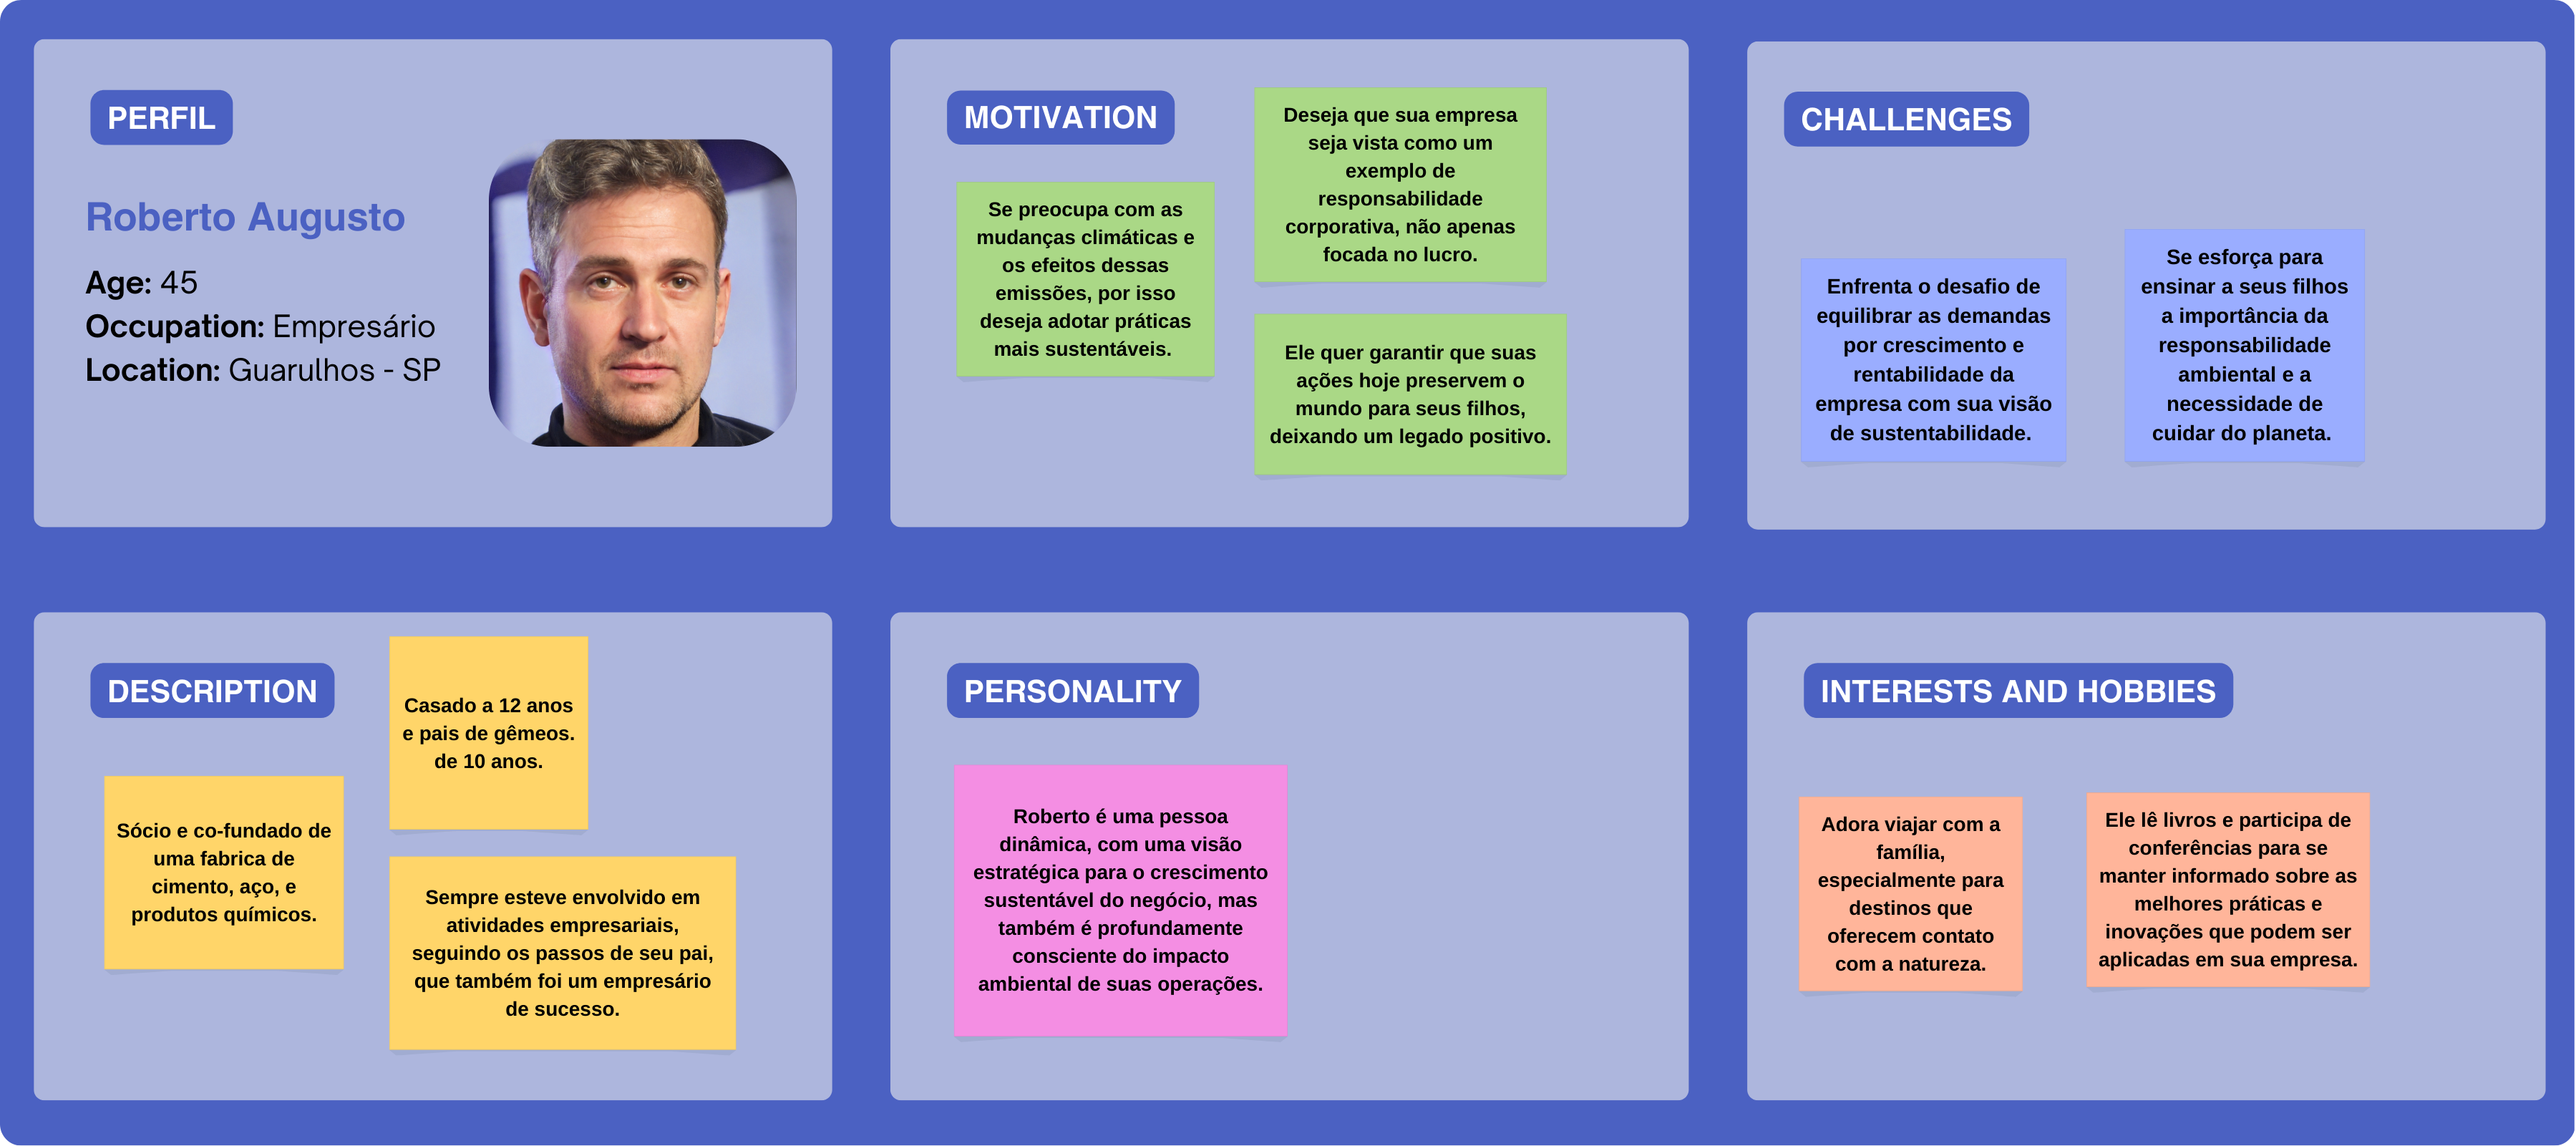 PERFIL
Roberto Augusto
Age: 45
Occupation: Empresário
Location: Guarulhos - SP
MOTIVATION
Se preocupa com as
mudanças climáticas e
os efeitos dessas
emissões, por isso
deseja adotar práticas
mais sustentáveis.
Deseja que sua empresa
seja vista como um
exemplo de
responsabilidade
corporativa, não apenas
focada no lucro.
Ele quer garantir que suas
ações hoje preservem o
mundo para seus filhos,
deixando um legado positivo.
CHALLENGES
Enfrenta o desafio de
equilibrar as demandas
por crescimento e
rentabilidade da
empresa com sua visão
de sustentabilidade.
Se esforça para
ensinar a seus filhos
a importância da
responsabilidade
ambiental e a
necessidade de
cuidar do planeta.
DESCRIPTION
Sócio e co-fundado de
uma fabrica de
cimento, aço, e
produtos químicos.
Casado a 12 anos
e pais de gêmeos.
de 10 anos.
Sempre esteve envolvido em
atividades empresariais,
seguindo os passos de seu pai,
que também foi um empresário
de sucesso.
PERSONALITY
Roberto é uma pessoa
dinâmica, com uma visão
estratégica para o crescimento
sustentável do negócio, mas
também é profundamente
consciente do impacto
ambiental de suas operações.
INTERESTS AND HOBBIES
Adora viajar com a
família,
especialmente para
destinos que
oferecem contato
com a natureza.
Ele lê livros e participa de
conferências para se
manter informado sobre as
melhores práticas e
inovações que podem ser
aplicadas em sua empresa.